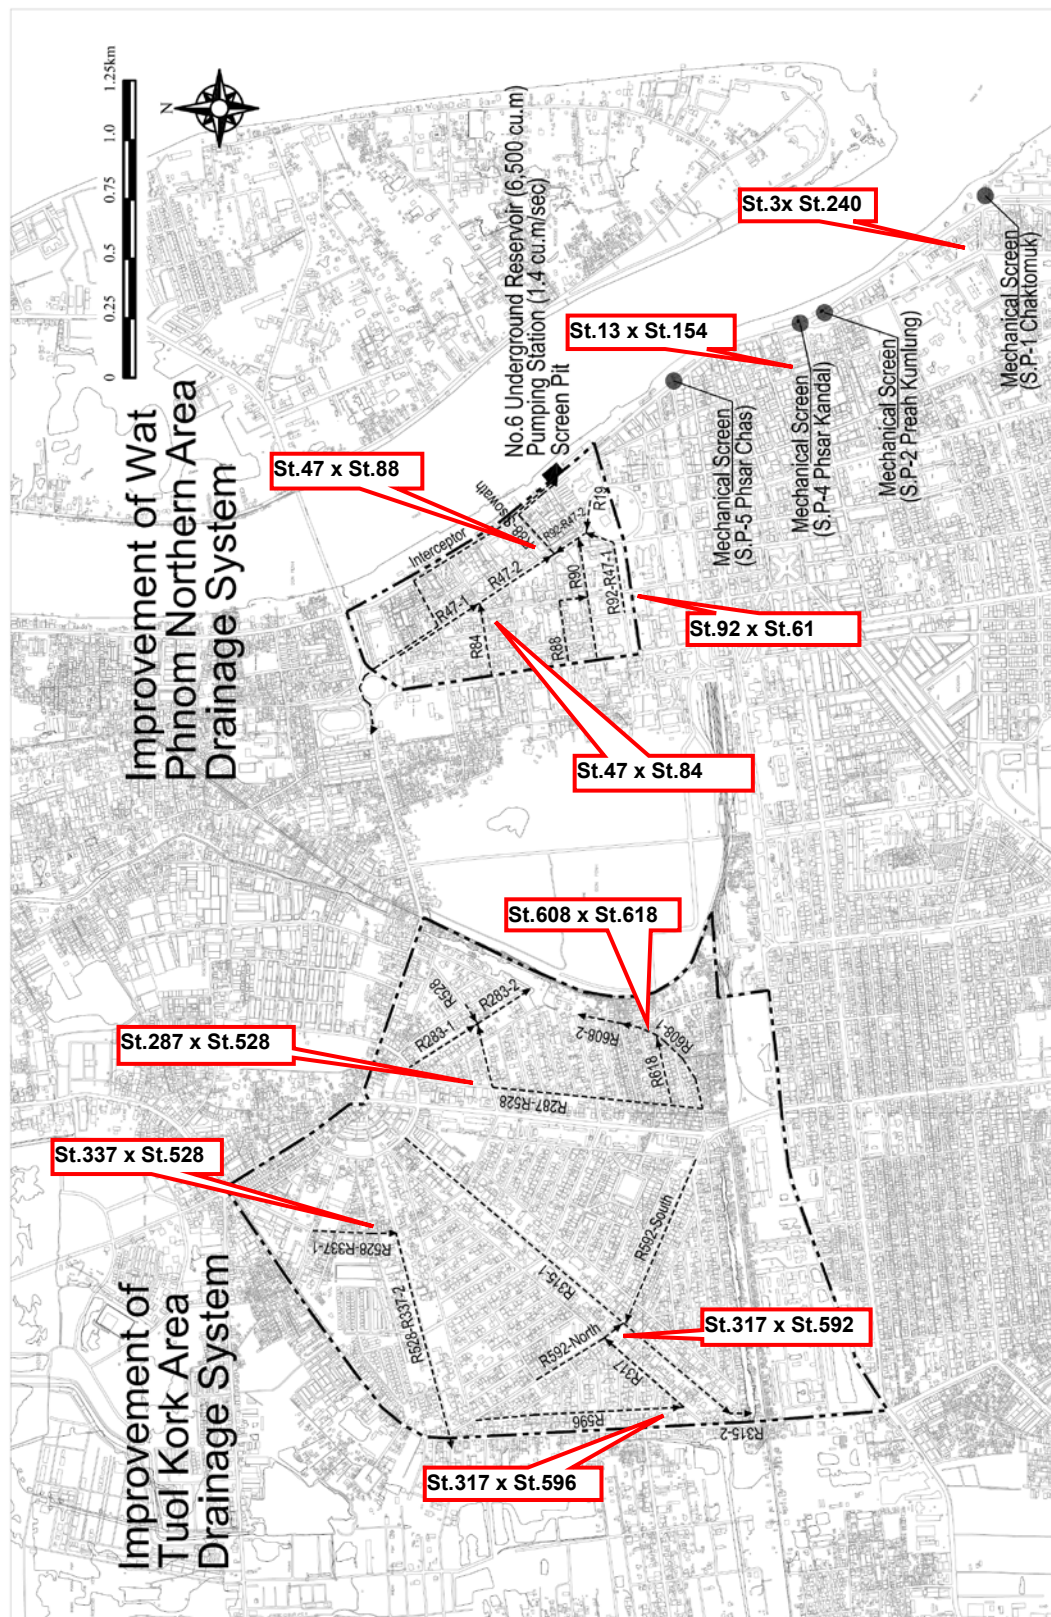 Improvement of Wat
Phnom Northern Area
Drainage System
0
0.25
0.5
0.75
1.0
1.25km
N
No.6 Underground Reservoir (6,500 cu.m)
Pumping Station (1.4 cu.m/sec)
Screen Pit
St.3x St.240
St.13 x St.154
St.47 x St.88
St.92 x St.61
St.47 x St.84
Mechanical Screen
(S.P-1 Chaktomuk)
Mechanical Screen
(S.P-2 Preah Kumlung)
Mechanical Screen
(S.P-4 Phsar Kandal)
Mechanical Screen
(S.P-5 Phsar Chas)
Interceptor
R47-1
R47-2
R84
R88
R90
R92-R47-1
R92-R47-2
R19
St.608 x St.618
St.287 x St.528
St.337 x St.528
St.317 x St.592
St.317 x St.596
R528
R283-1
R283-2
R608-2
R608-1
R618
R287-R528
R528-R337-1
R528-R337-2
R315-1
R592-South
R592-North
R317
R596
R315-2
Improvement of
Tuol Kork Area
Drainage System